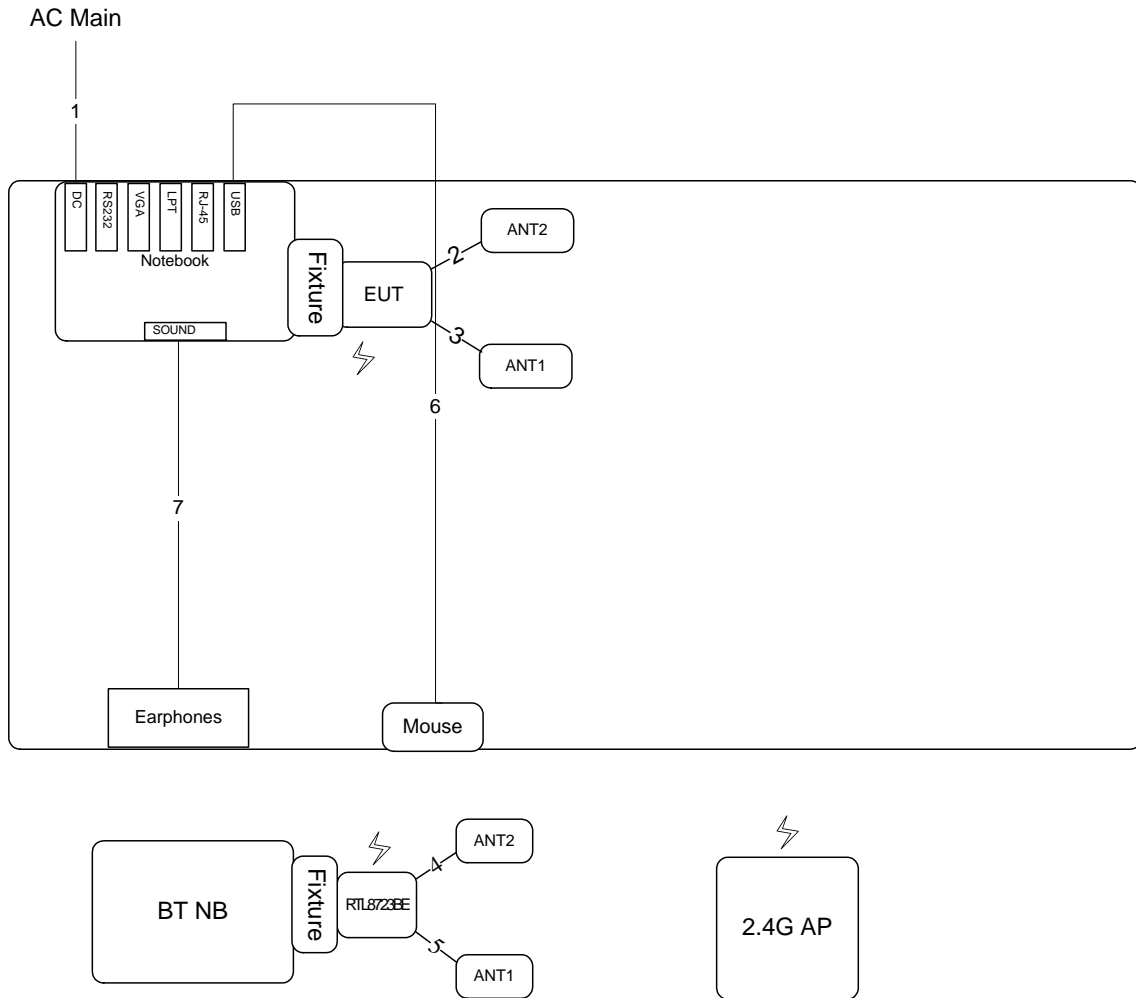 AC Main
1
DC
RS232
VGA
LPT
RJ-45
USB
Notebook
SOUND
Fixture
EUT
2
ANT2
3
ANT1
6
7
Earphones
Mouse
BT NB
Fixture
RTL8723BE
4
ANT2
5
ANT1
2.4G AP